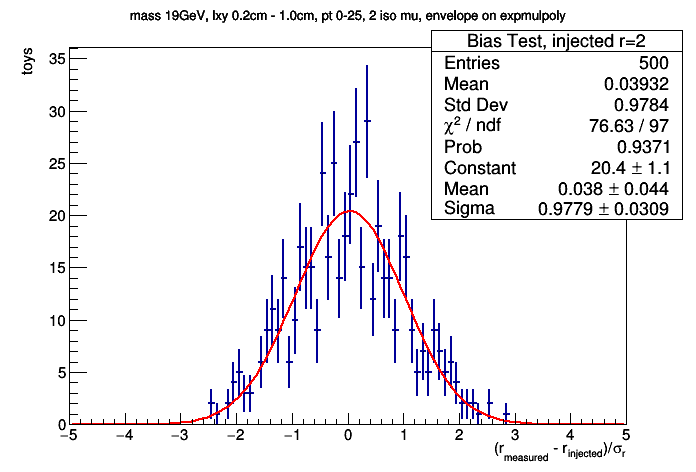 mass 19GeV, lxy 0.2cm - 1.0cm, pt 0-25, 2 iso mu, envelope on expmulpoly
Bias Test, injected r=2
Entries 500
Mean 0.03932
Std Dev 0.9784
χ² / ndf 76.63 / 97
Prob 0.9371
Constant 20.4 ± 1.1
Mean 0.038 ± 0.044
Sigma 0.9779 ± 0.0309
toys
35
30
25
20
15
10
5
0
−5 −4 −3 −2 −1 0 1 2 3 4 5
(r_measured - r_injected)/σ_r